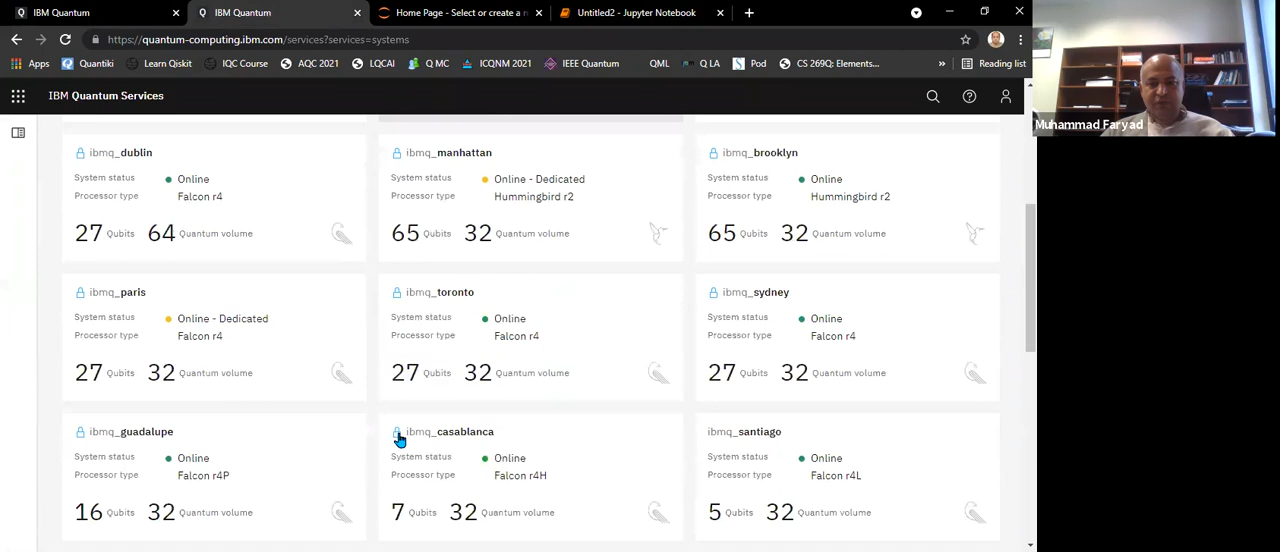 IBM Quantum
IBM Quantum
Home Page - Select or create a n
Untitled2 - Jupyter Notebook
https://quantum-computing.ibm.com/services?services=systems
Apps
Quantiki
Learn Qiskit
IQC Course
AQC 2021
LQCAI
Q MC
ICQNM 2021
IEEE Quantum
QML
Q LA
Pod
CS 269Q: Elements...
»
Reading list
Muhammad Faryad
IBM Quantum Services
ibmq_dublin
System status Online
Processor type Falcon r4
27 Qubits 64 Quantum volume
ibmq_manhattan
System status Online - Dedicated
Processor type Hummingbird r2
65 Qubits 32 Quantum volume
ibmq_brooklyn
System status Online
Processor type Hummingbird r2
65 Qubits 32 Quantum volume
ibmq_paris
System status Online - Dedicated
Processor type Falcon r4
27 Qubits 32 Quantum volume
ibmq_toronto
System status Online
Processor type Falcon r4
27 Qubits 32 Quantum volume
ibmq_sydney
System status Online
Processor type Falcon r4
27 Qubits 32 Quantum volume
ibmq_guadalupe
System status Online
Processor type Falcon r4P
16 Qubits 32 Quantum volume
ibmq_casablanca
System status Online
Processor type Falcon r4H
7 Qubits 32 Quantum volume
ibmq_santiago
System status Online
Processor type Falcon r4L
5 Qubits 32 Quantum volume